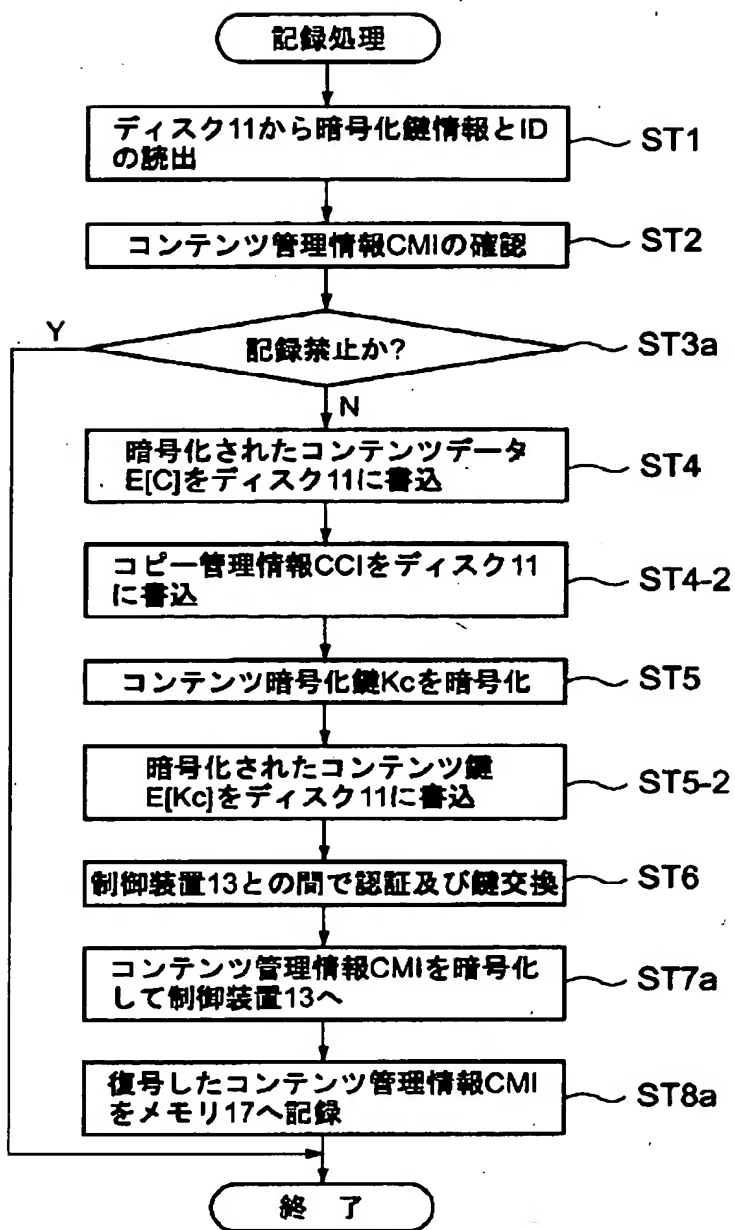 記録処理
ディスク11から暗号化鍵情報とID
の読出
ST1
コンテンツ管理情報CMIの確認
ST2
Y
記録禁止か?
ST3a
N
暗号化されたコンテンツデータ
E[C]をディスク11に書込
ST4
コピー管理情報CCIをディスク11
に書込
ST4-2
コンテンツ暗号化鍵Kcを暗号化
ST5
暗号化されたコンテンツ鍵
E[Kc]をディスク11に書込
ST5-2
制御装置13との間で認証及び鍵交換
ST6
コンテンツ管理情報CMIを暗号化
して制御装置13へ
ST7a
復号したコンテンツ管理情報CMI
をメモリ17へ記録
ST8a
終 了